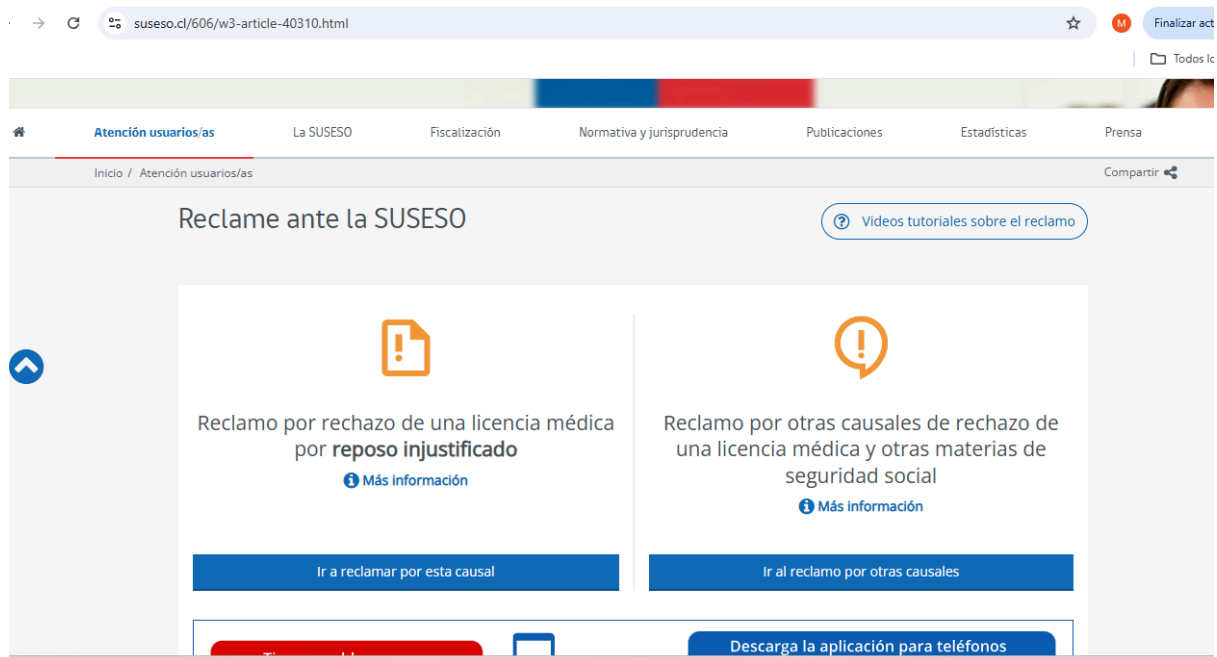 suseso.cl/606/w3-article-40310.html
M
Finalizar act
Todos lo
Atención usuarios/as
La SUSESO
Fiscalización
Normativa y jurisprudencia
Publicaciones
Estadísticas
Prensa
Inicio / Atención usuarios/as
Compartir
Reclame ante la SUSESO
Videos tutoriales sobre el reclamo
Reclamo por rechazo de una licencia médica
por reposo injustificado
Más información
Ir a reclamar por esta causal
Reclamo por otras causales de rechazo de
una licencia médica y otras materias de
seguridad social
Más información
Ir al reclamo por otras causales
Descarga la aplicación para teléfonos